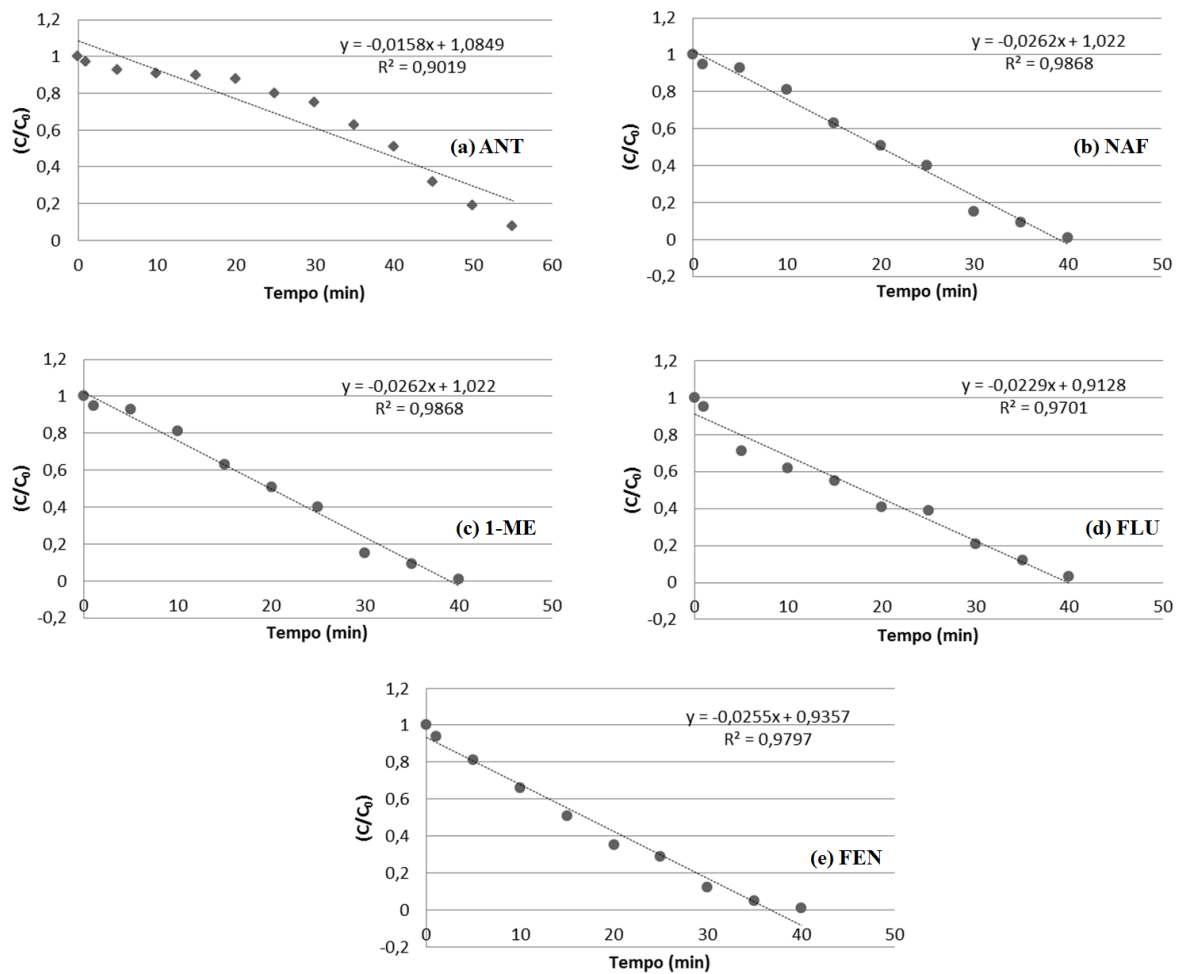 1,2
1
0,8
0,6
0,4
0,2
0
(C/C0)
y = -0,0158x + 1,0849
R² = 0,9019
(a) ANT
0 10 20 30 40 50 60
Tempo (min)
1,2
1
0,8
0,6
0,4
0,2
0
-0,2
(C/C0)
y = -0,0262x + 1,022
R² = 0,9868
(b) NAF
0 10 20 30 40 50
Tempo (min)
1,2
1
0,8
0,6
0,4
0,2
0
-0,2
(C/C0)
y = -0,0262x + 1,022
R² = 0,9868
(c) 1-ME
0 10 20 30 40 50
Tempo (min)
1,2
1
0,8
0,6
0,4
0,2
0
-0,2
(C/C0)
y = -0,0229x + 0,9128
R² = 0,9701
(d) FLU
0 10 20 30 40 50
Tempo (min)
1,2
1
0,8
0,6
0,4
0,2
0
-0,2
(C/C0)
y = -0,0255x + 0,9357
R² = 0,9797
(e) FEN
0 10 20 30 40 50
Tempo (min)